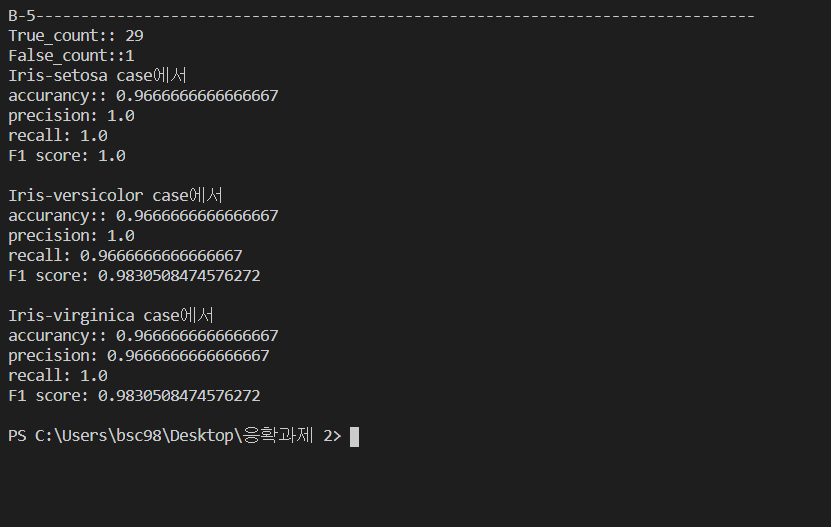 B-5--------------------------------------------------------------------------------
True_count:: 29
False_count::1
Iris-setosa case에서
accurancy:: 0.9666666666666667
precision: 1.0
recall: 1.0
F1 score: 1.0
Iris-versicolor case에서
accurancy:: 0.9666666666666667
precision: 1.0
recall: 0.9666666666666667
F1 score: 0.9830508474576272
Iris-virginica case에서
accurancy:: 0.9666666666666667
precision: 0.9666666666666667
recall: 1.0
F1 score: 0.9830508474576272
PS C:\Users\bsc98\Desktop\응확과제 2>